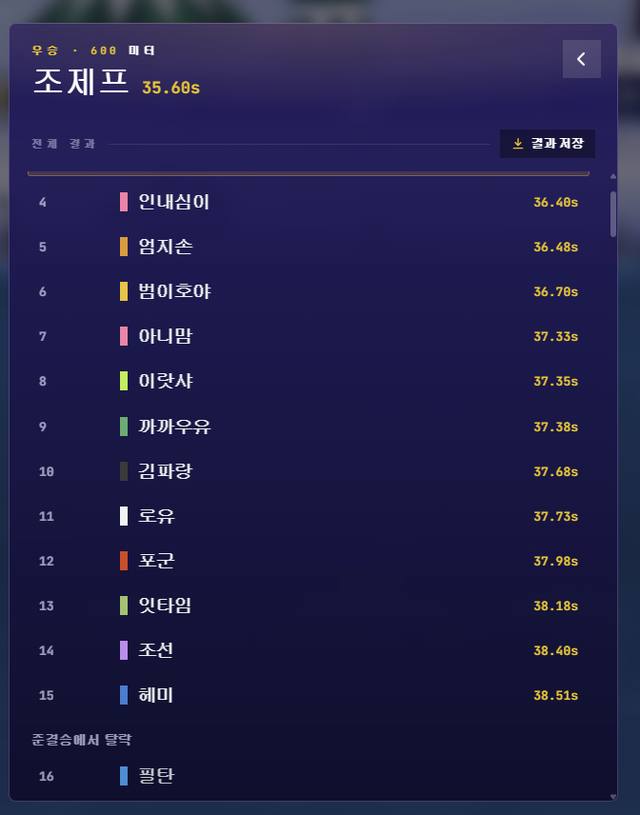 우승 · 600 미터
조제프 35.60s
전체 결과 결과 저장
4 인내심이 36.40s
5 엄지손 36.48s
6 범이호야 36.70s
7 아니맘 37.33s
8 이랏샤 37.35s
9 까까우유 37.38s
10 김파랑 37.68s
11 로유 37.73s
12 포군 37.98s
13 잇타임 38.18s
14 조선 38.40s
15 헤미 38.51s
준결승에서 탈락
16 필탄